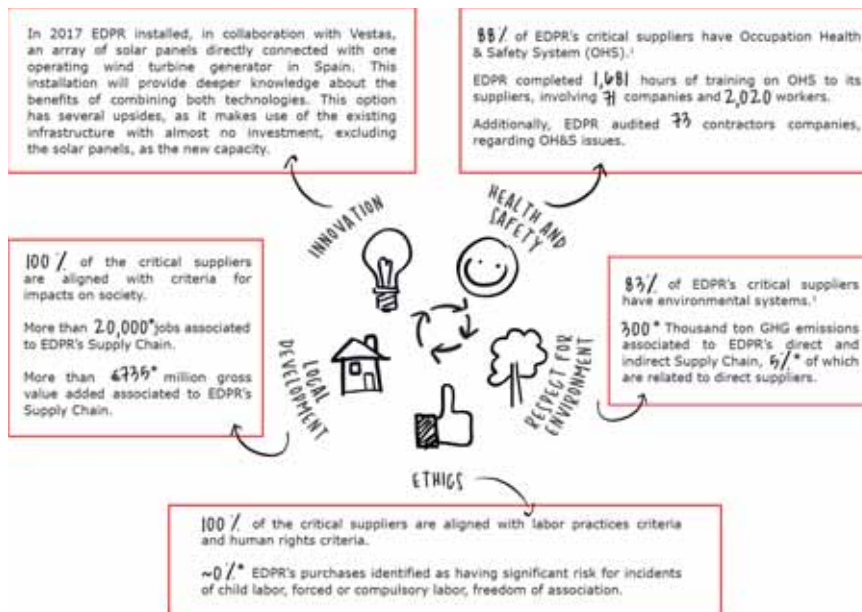 In 2017 EDPR installed, in collaboration with Vestas,
an array of solar panels directly connected with one
operating wind turbine generator in Spain. This
installation will provide deeper knowledge about the
benefits of combining both technologies. This option
has several upsides, as it makes use of the existing
infrastructure with almost no investment, excluding
the solar panels, as the new capacity.
88% of EDPR's critical suppliers have Occupation Health
& Safety System (OHS).¹
EDPR completed 1,681 hours of training on OHS to its
suppliers, involving 71 companies and 2,020 workers.
Additionally, EDPR audited 73 contractors companies,
regarding OH&S issues.
INNOVATION
HEALTH AND
SAFETY
100% of the critical suppliers
are aligned with criteria for
impacts on society.
More than 20,000* jobs associated
to EDPR's Supply Chain.
More than €735* million gross
value added associated to EDPR's
Supply Chain.
LOCAL
DEVELOPMENT
RESPECT FOR
ENVIRONMENT
83% of EDPR's critical suppliers
have environmental systems.¹
300* Thousand ton GHG emissions
associated to EDPR's direct and
indirect Supply Chain, 5%* of which
are related to direct suppliers.
ETHICS
100% of the critical suppliers are aligned with labor practices criteria
and human rights criteria.
~0%* EDPR's purchases identified as having significant risk for incidents
of child labor, forced or compulsory labor, freedom of association.